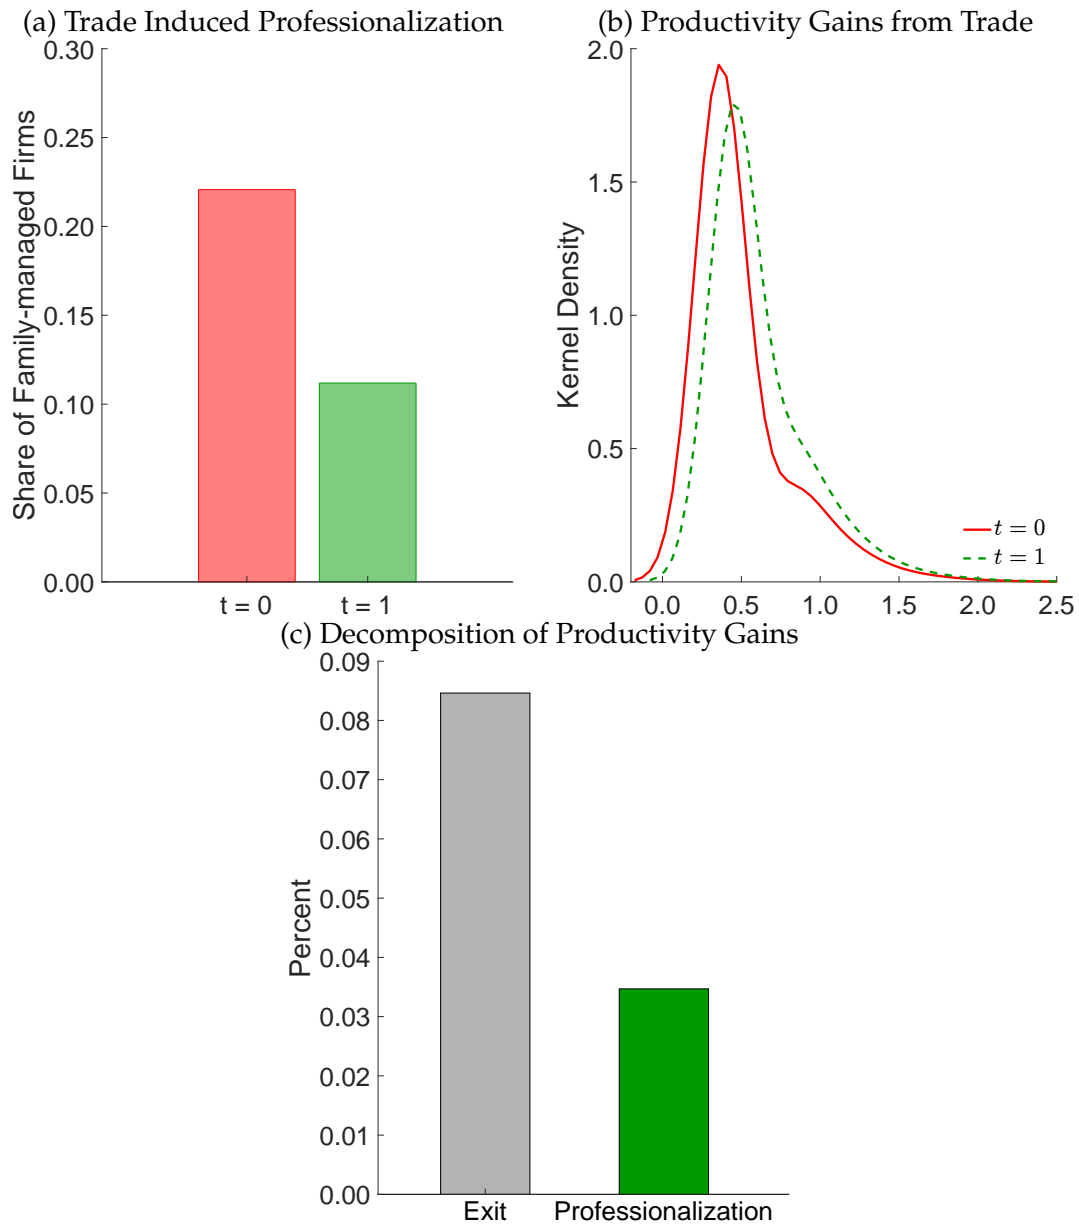 (a) Trade Induced Professionalization
Share of Family-managed Firms
0.30
0.25
0.20
0.15
0.10
0.05
0.00
t = 0
t = 1
(b) Productivity Gains from Trade
Kernel Density
2.0
1.5
1.0
0.5
0.0
0.0
0.5
1.0
1.5
2.0
2.5
t = 0
t = 1
(c) Decomposition of Productivity Gains
Percent
0.09
0.08
0.07
0.06
0.05
0.04
0.03
0.02
0.01
0.00
Exit
Professionalization